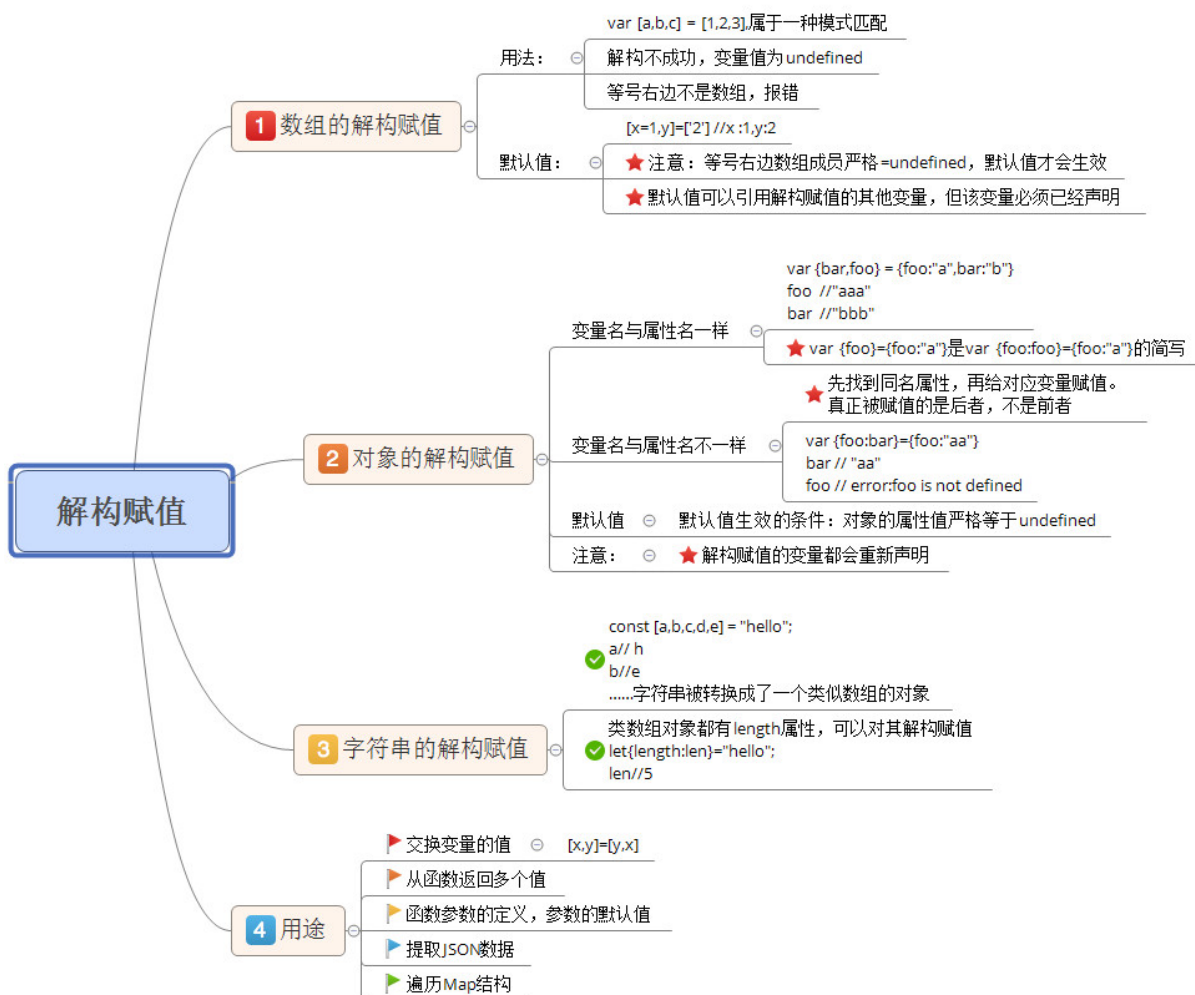 解构赋值
1 数组的解构赋值
用法：
var [a,b,c] = [1,2,3],属于一种模式匹配
解构不成功，变量值为undefined
等号右边不是数组，报错
默认值：
[x=1,y]=['2'] //x :1,y:2
注意：等号右边数组成员严格=undefined，默认值才会生效
默认值可以引用解构赋值的其他变量，但该变量必须已经声明
2 对象的解构赋值
变量名与属性名一样
var {bar,foo} = {foo:"a",bar:"b"}
foo //"aaa"
bar //"bbb"
var {foo}={foo:"a"}是var {foo:foo}={foo:"a"}的简写
变量名与属性名不一样
先找到同名属性，再给对应变量赋值。
真正被赋值的是后者，不是前者
var {foo:bar}={foo:"aa"}
bar // "aa"
foo // error:foo is not defined
默认值
默认值生效的条件：对象的属性值严格等于undefined
注意：
解构赋值的变量都会重新声明
3 字符串的解构赋值
const [a,b,c,d,e] = "hello";
a// h
b//e
......字符串被转换成了一个类似数组的对象
类数组对象都有length属性，可以对其解构赋值
let{length:len}="hello";
len//5
4 用途
交换变量的值
[x,y]=[y,x]
从函数返回多个值
函数参数的定义，参数的默认值
提取JSON数据
遍历Map结构